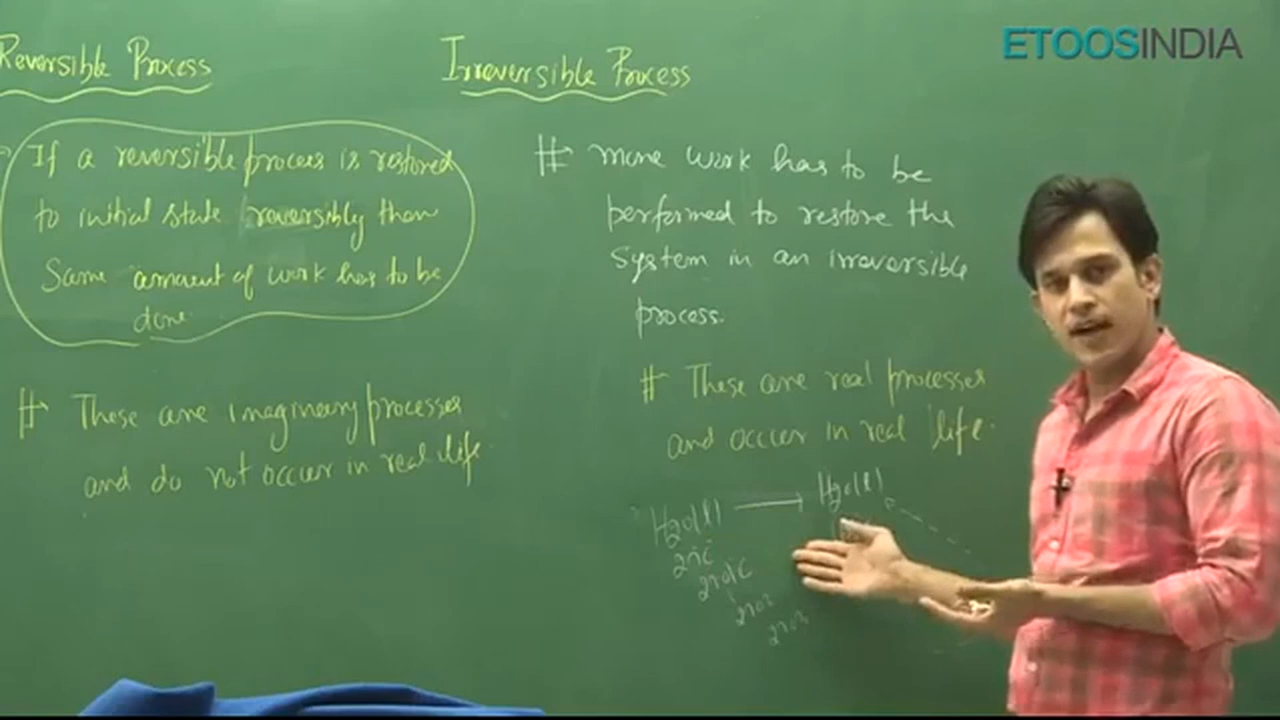 ETOOSINDIA
Reversible Process
If a reversible process is restored
to initial state reversibly then
Same amount of work has to be
done.
# These are imaginary processes
and do not occur in real life.
Irreversible Process
# more work has to be
performed to restore the
system in an irreversible
process.
# These are real processes
and occur in real life.
H2O(l) ⟶ H2O(l)